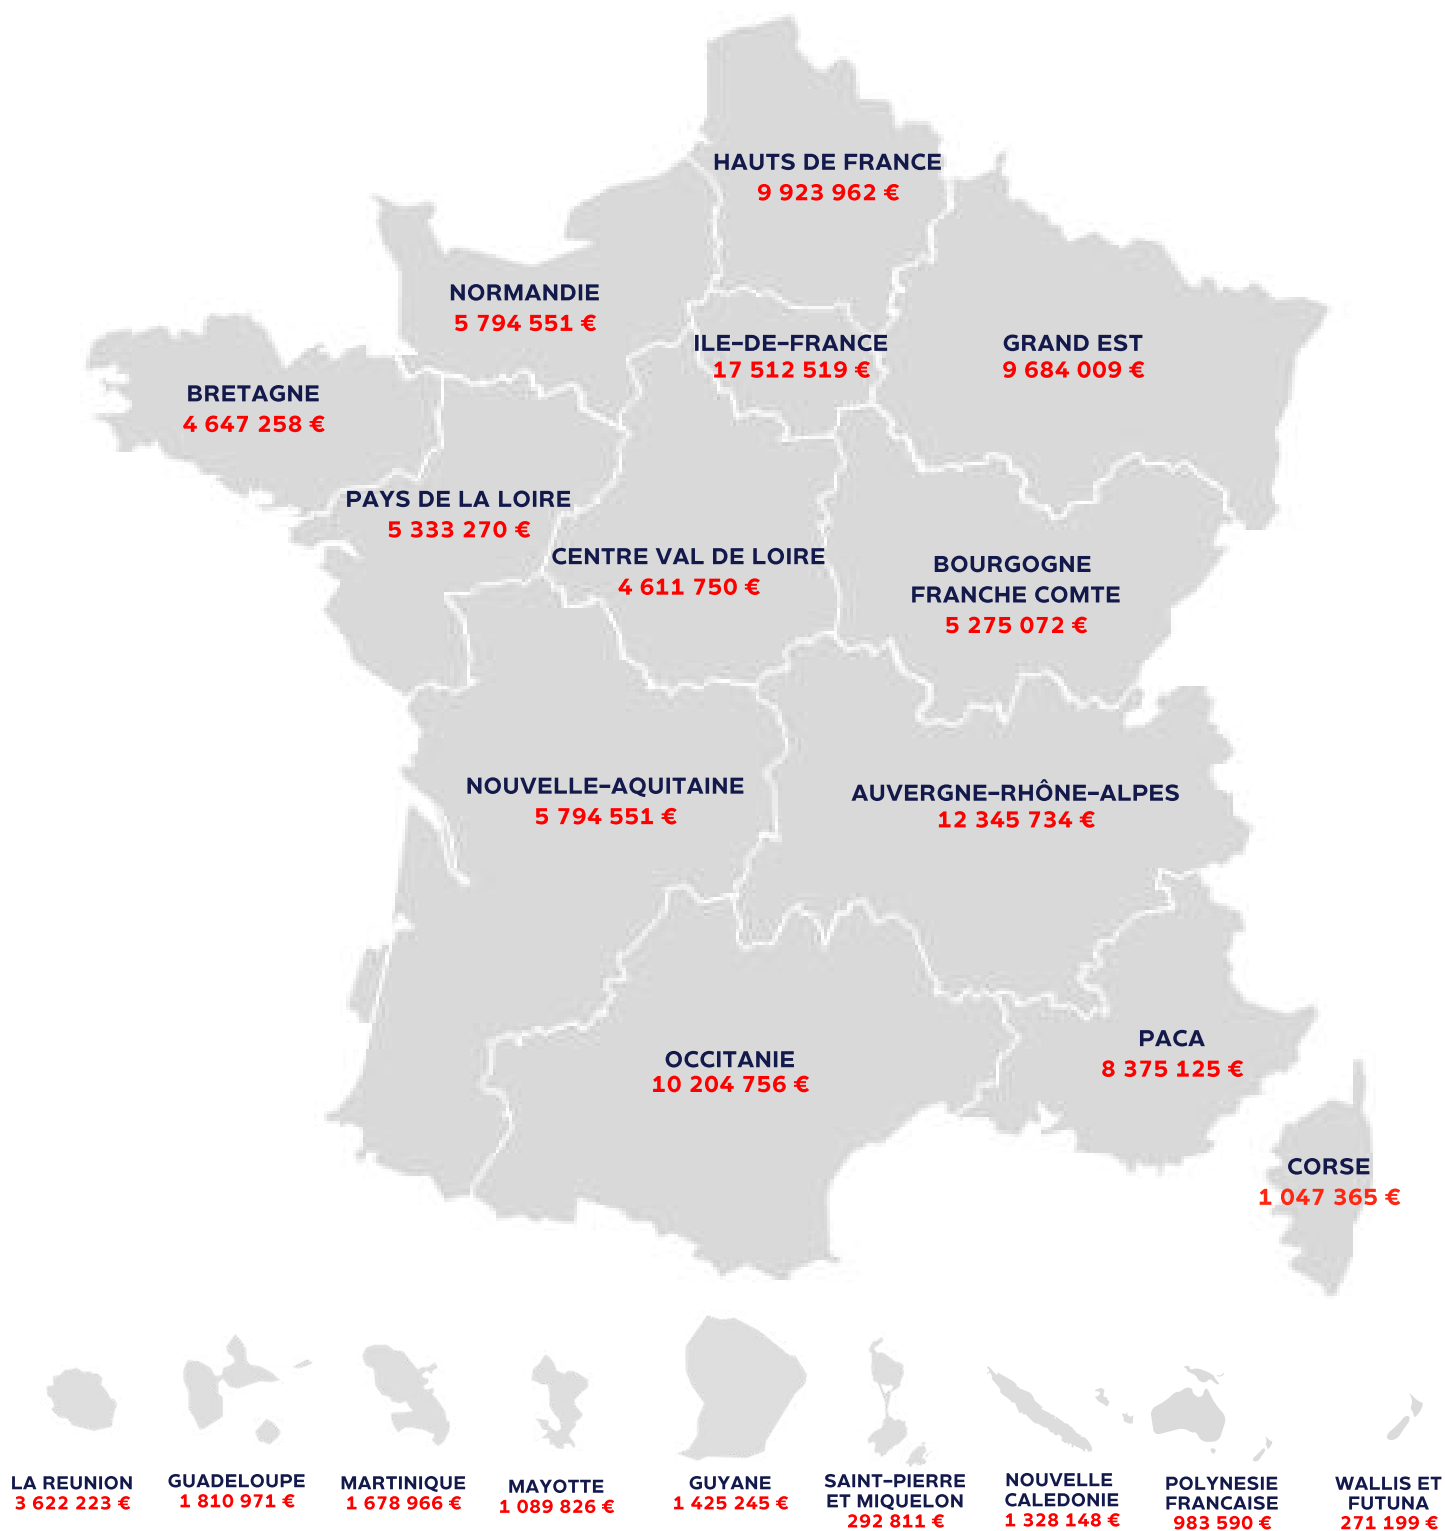 HAUTS DE FRANCE
9 923 962 €
NORMANDIE
5 794 551 €
ILE-DE-FRANCE
17 512 519 €
GRAND EST
9 684 009 €
BRETAGNE
4 647 258 €
PAYS DE LA LOIRE
5 333 270 €
CENTRE VAL DE LOIRE
4 611 750 €
BOURGOGNE
FRANCHE COMTE
5 275 072 €
NOUVELLE-AQUITAINE
5 794 551 €
AUVERGNE-RHÔNE-ALPES
12 345 734 €
OCCITANIE
10 204 756 €
PACA
8 375 125 €
CORSE
1 047 365 €
LA REUNION
3 622 223 €
GUADELOUPE
1 810 971 €
MARTINIQUE
1 678 966 €
MAYOTTE
1 089 826 €
GUYANE
1 425 245 €
SAINT-PIERRE
ET MIQUELON
292 811 €
NOUVELLE
CALEDONIE
1 328 148 €
POLYNESIE
FRANCAISE
983 590 €
WALLIS ET
FUTUNA
271 199 €